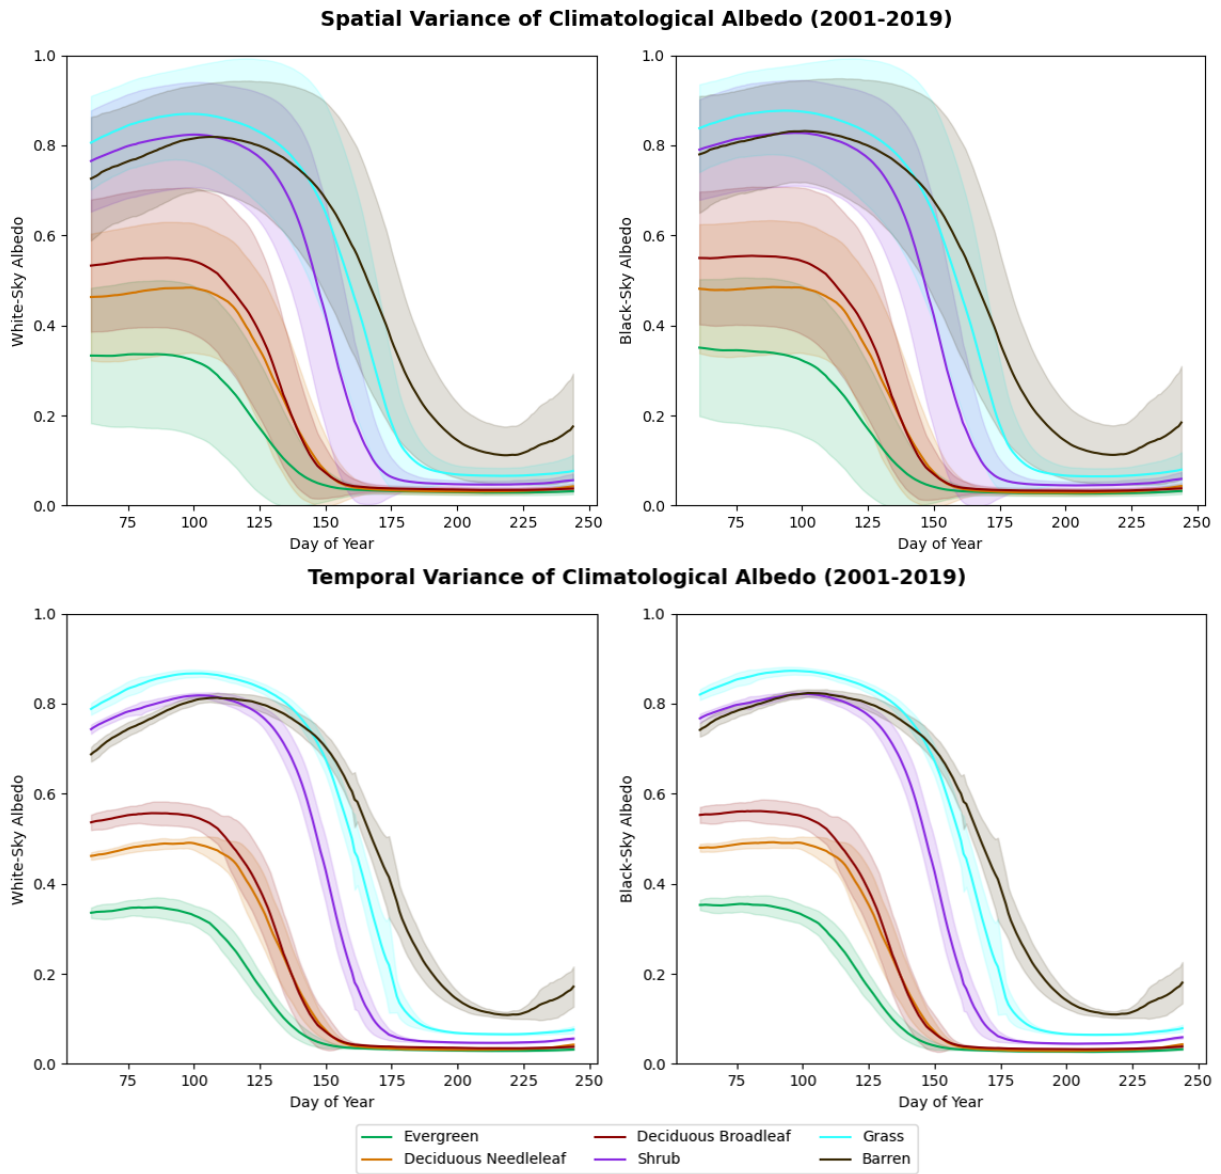 Spatial Variance of Climatological Albedo (2001-2019)
1.0
0.8
0.6
0.4
0.2
0.0
White-Sky Albedo
75 100 125 150 175 200 225 250
Day of Year
1.0
0.8
0.6
0.4
0.2
0.0
Black-Sky Albedo
75 100 125 150 175 200 225 250
Day of Year
Temporal Variance of Climatological Albedo (2001-2019)
1.0
0.8
0.6
0.4
0.2
0.0
White-Sky Albedo
75 100 125 150 175 200 225 250
Day of Year
1.0
0.8
0.6
0.4
0.2
0.0
Black-Sky Albedo
75 100 125 150 175 200 225 250
Day of Year
Evergreen Deciduous Broadleaf Grass
Deciduous Needleleaf Shrub Barren